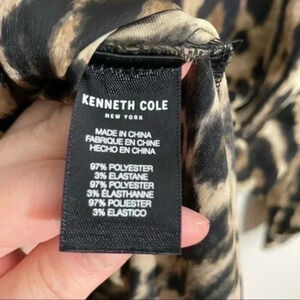 KENNETH COLE
NEW YORK
MADE IN CHINA
FABRIQUE EN CHINE
HECHO EN CHINA
97% POLYESTER
3% ELASTANE
97% POLYESTER
3% ÉLASTHANNE
97% POLYESTER
3% ELASTICO